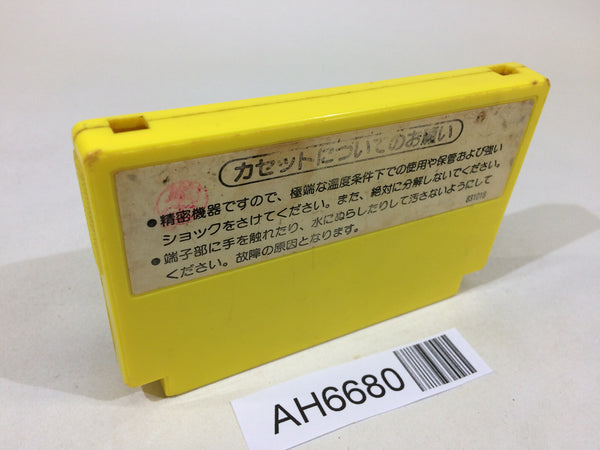 カセットについてのお願い
●精密機器ですので、極端な温度条件下での使用や保管および強い
ショックをさけてください。また、絶対に分解しないでください。
●端子部に手を触れたり、水にぬらしたりして汚さないようにして
ください。故障の原因となります。
831018
AH6680